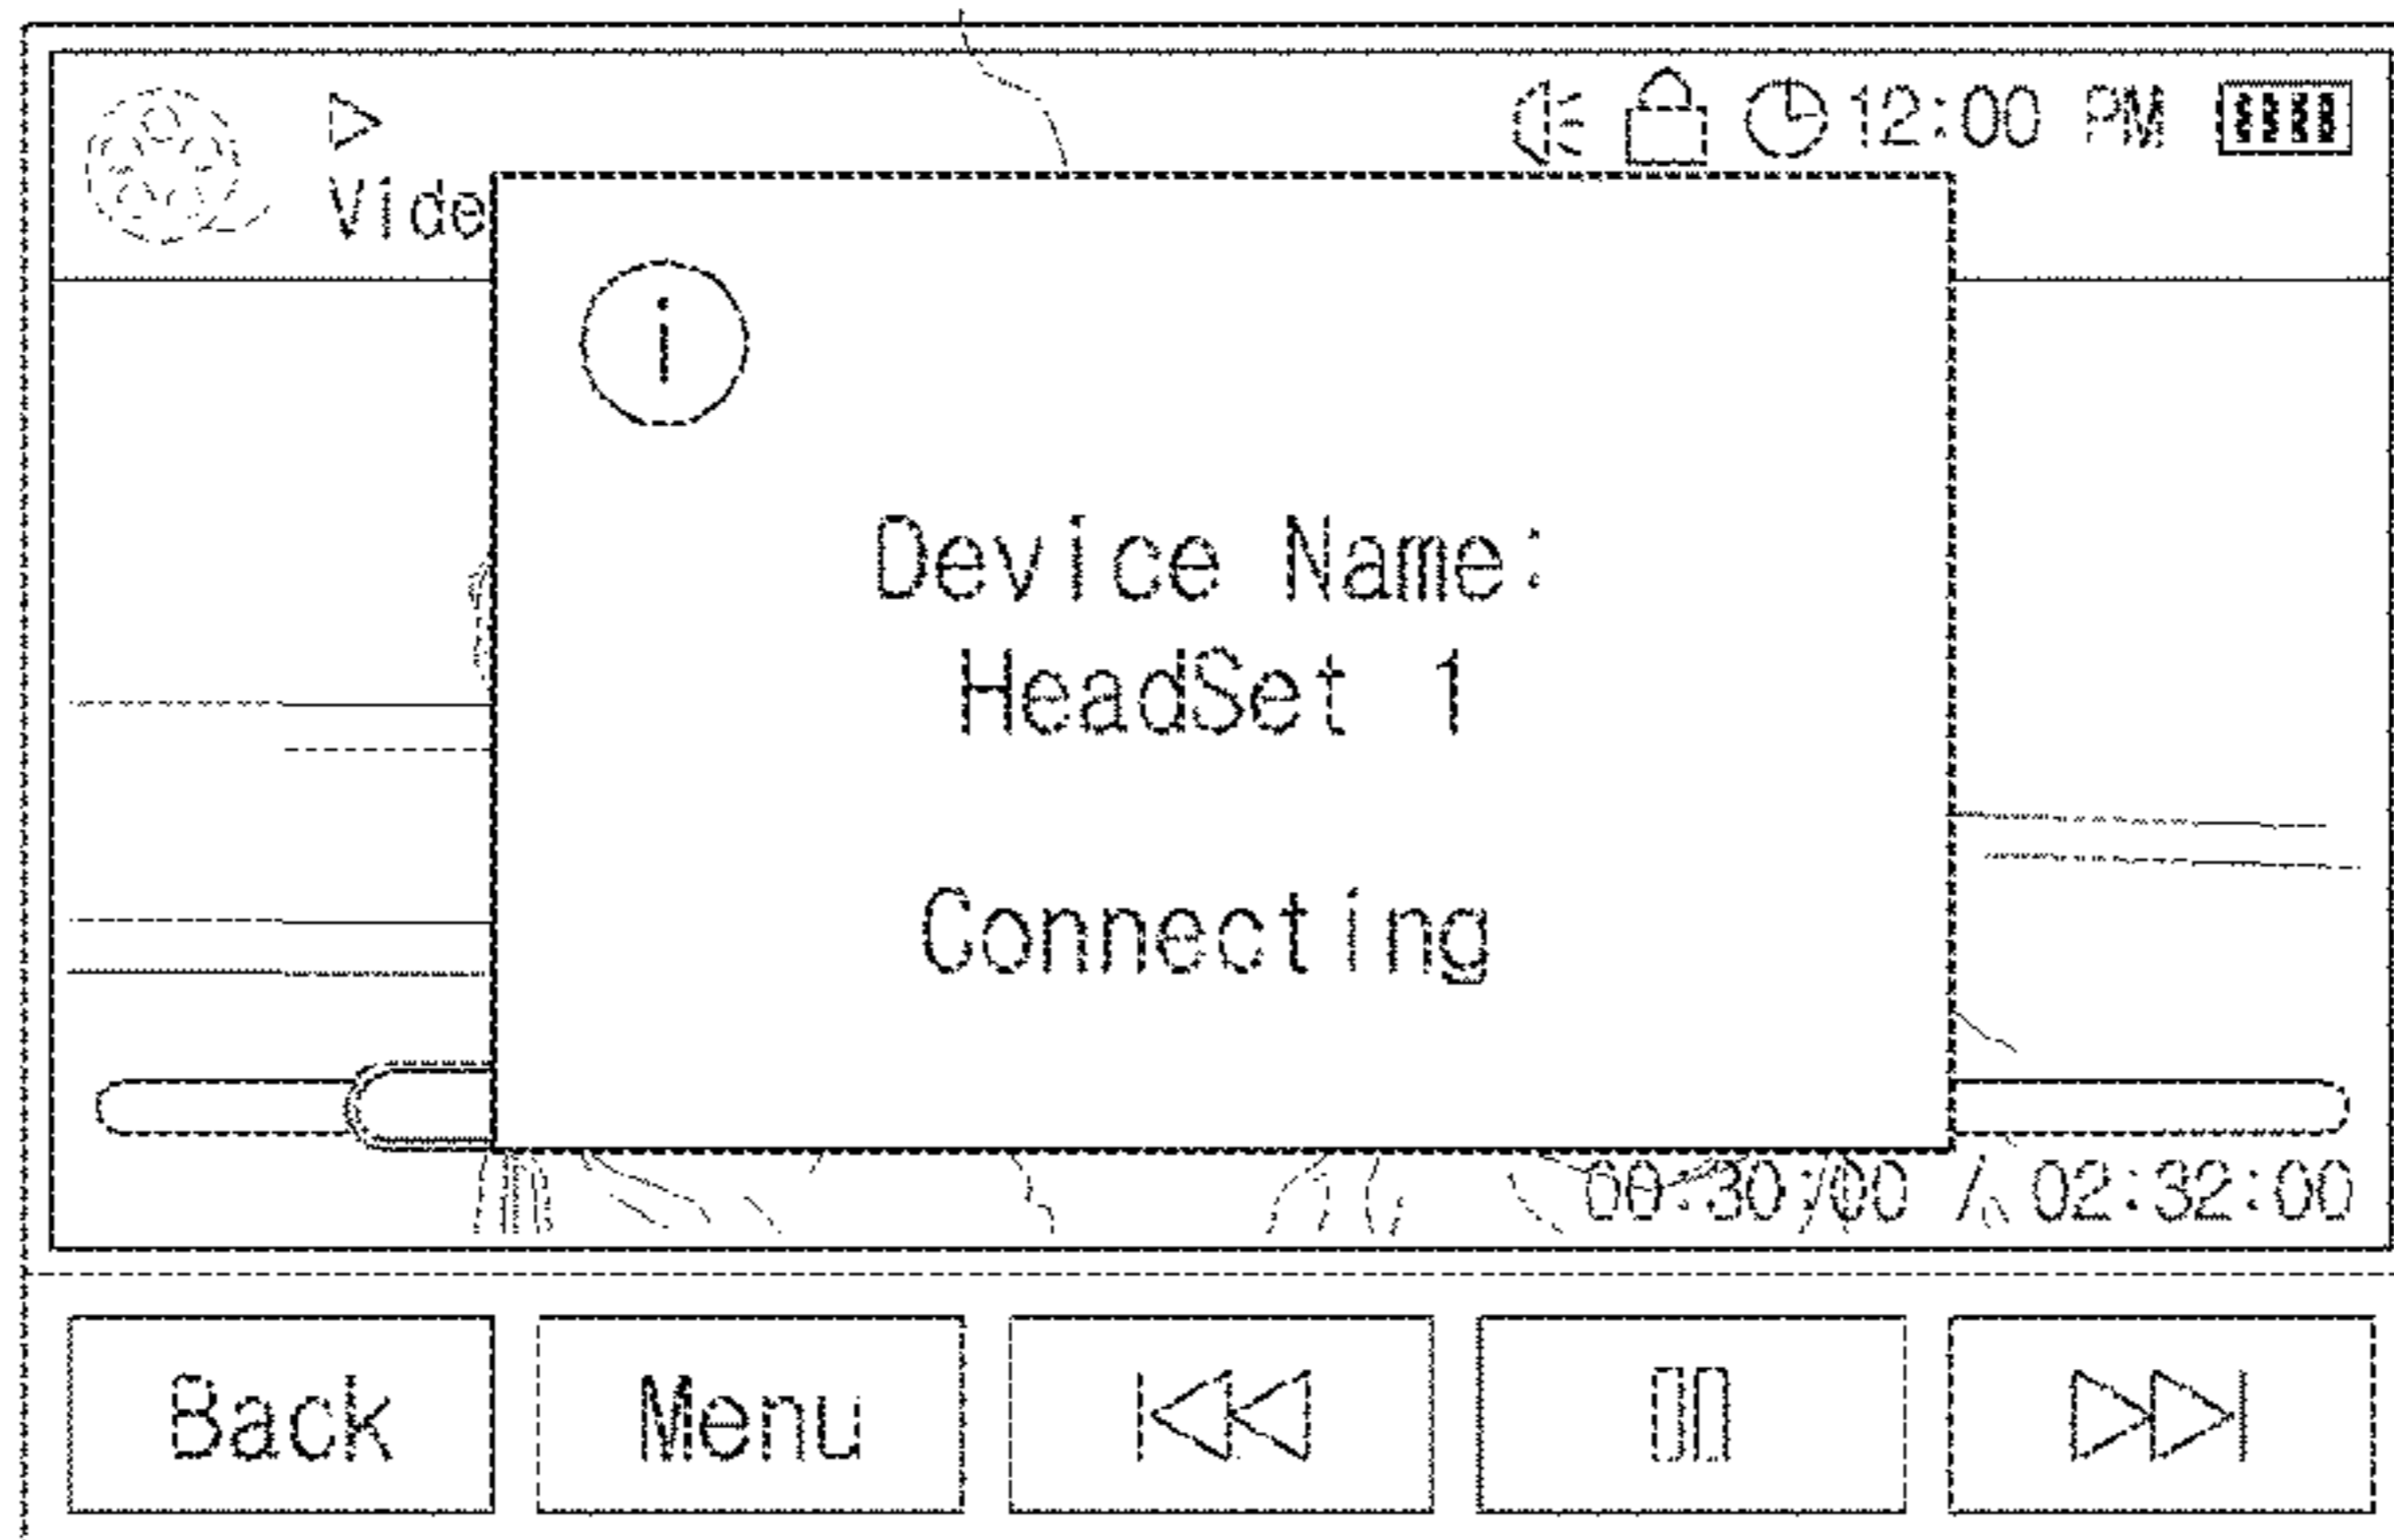 12:00 PM
Vide
i
Device Name:
HeadSet 1
Connecting
00:30:00 / 02:32:00
Back
Menu